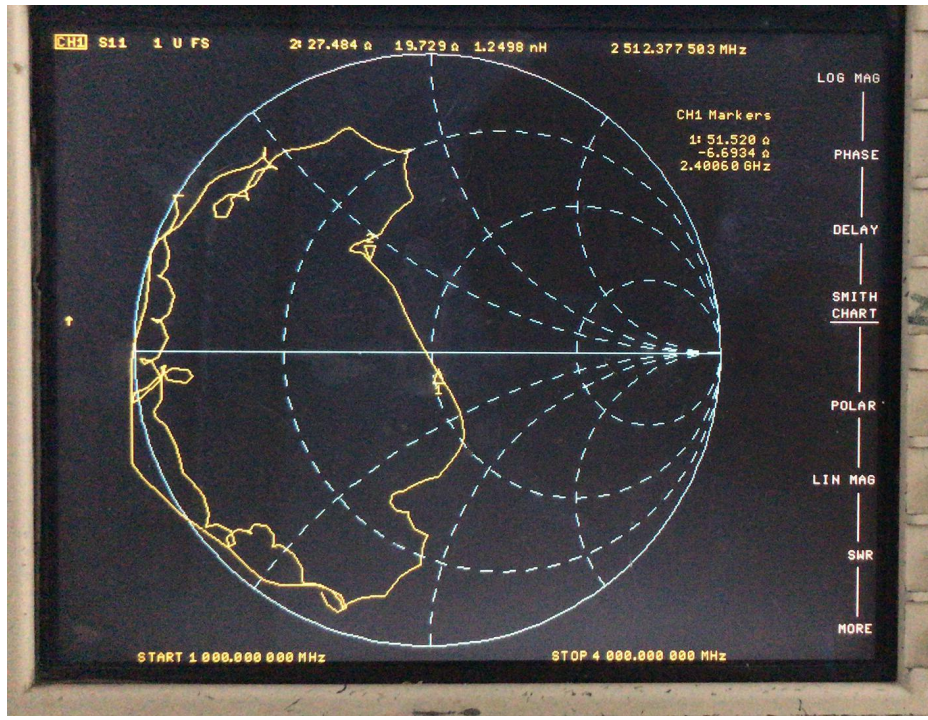 CH1 S11 1 U FS 2: 27.484 Ω 19.729 Ω 1.2498 nH 2 512.377 503 MHz
LOG MAG
CH1 Markers
1: 51.520 Ω
-6.6934 Ω
2.40060 GHz
PHASE
DELAY
SMITH
CHART
POLAR
LIN MAG
SWR
MORE
2
1
START 1 000.000 000 MHz STOP 4 000.000 000 MHz